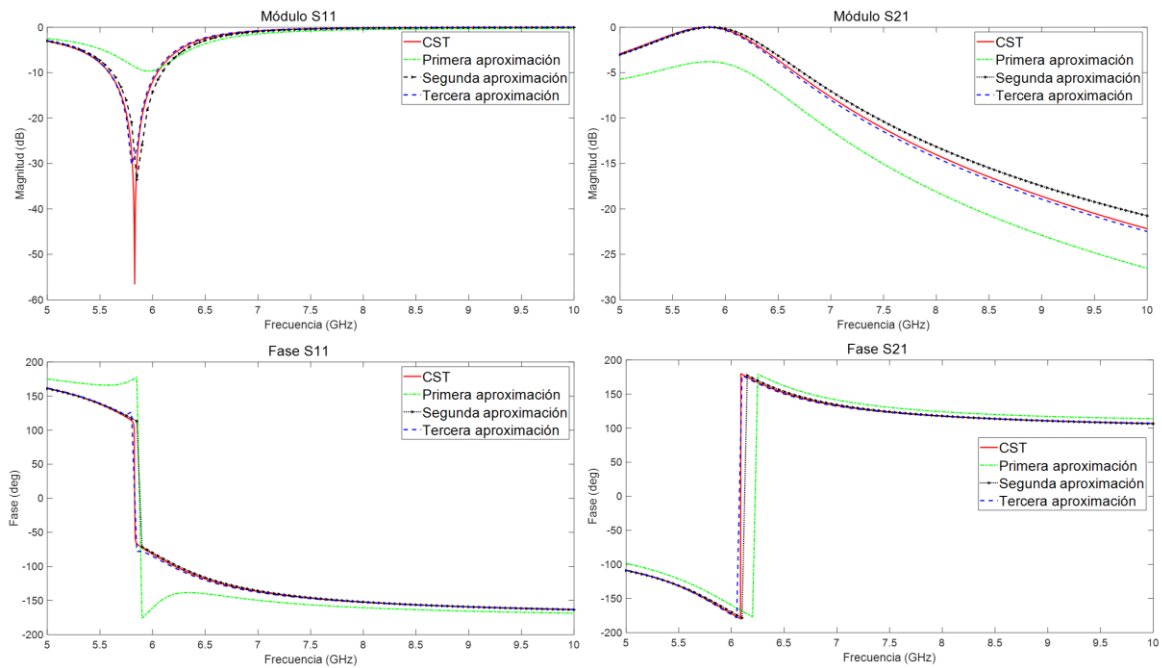 Módulo S11
0
-10
-20
-30
-40
-50
-60
Magnitud (dB)
5 5.5 6 6.5 7 7.5 8 8.5 9 9.5 10
Frecuencia (GHz)
CST
Primera aproximación
Segunda aproximación
Tercera aproximación
Módulo S21
0
-5
-10
-15
-20
-25
-30
Magnitud (dB)
5 5.5 6 6.5 7 7.5 8 8.5 9 9.5 10
Frecuencia (GHz)
CST
Primera aproximación
Segunda aproximación
Tercera aproximación
Fase S11
200
150
100
50
0
-50
-100
-150
-200
Fase (deg)
5 5.5 6 6.5 7 7.5 8 8.5 9 9.5 10
Frecuencia (GHz)
CST
Primera aproximación
Segunda aproximación
Tercera aproximación
Fase S21
200
150
100
50
0
-50
-100
-150
-200
Fase (deg)
5 5.5 6 6.5 7 7.5 8 8.5 9 9.5 10
Frecuencia (GHz)
CST
Primera aproximación
Segunda aproximación
Tercera aproximación